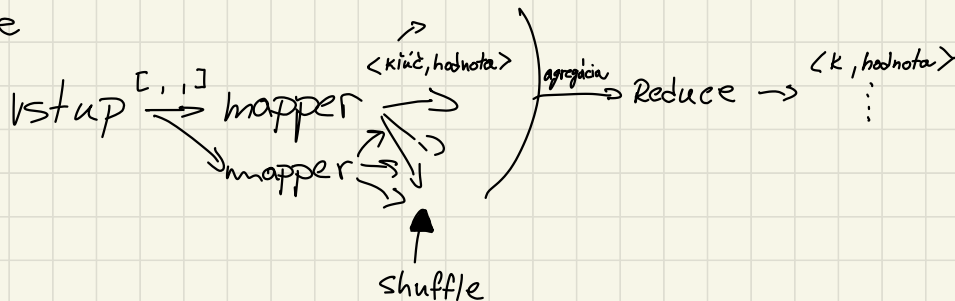 e
<kľúč, hodnota>
vstup [ , , ] mapper agregácia Reduce <k, hodnota>
mapper
shuffle